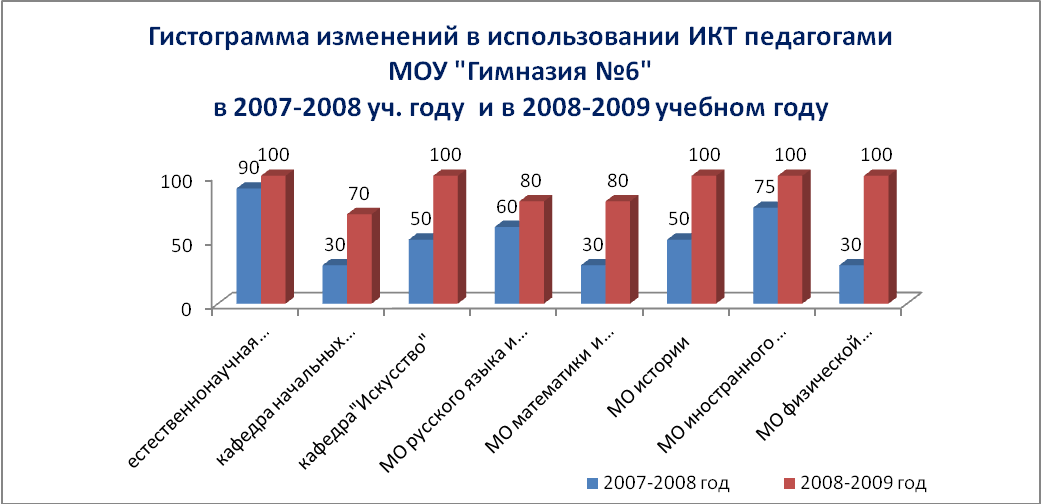 Гистограмма изменений в использовании ИКТ педагогами
МОУ "Гимназия №6"
в 2007-2008 уч. году и в 2008-2009 учебном году
90 100 30 70 50 100 60 80 30 80 50 100 75 100 30 100
100
50
0
естественнонаучная...
кафедра начальных...
кафедра"Искусство"
МО русского языка и...
МО математики и...
МО истории
МО иностранного...
МО физической...
2007-2008 год
2008-2009 год